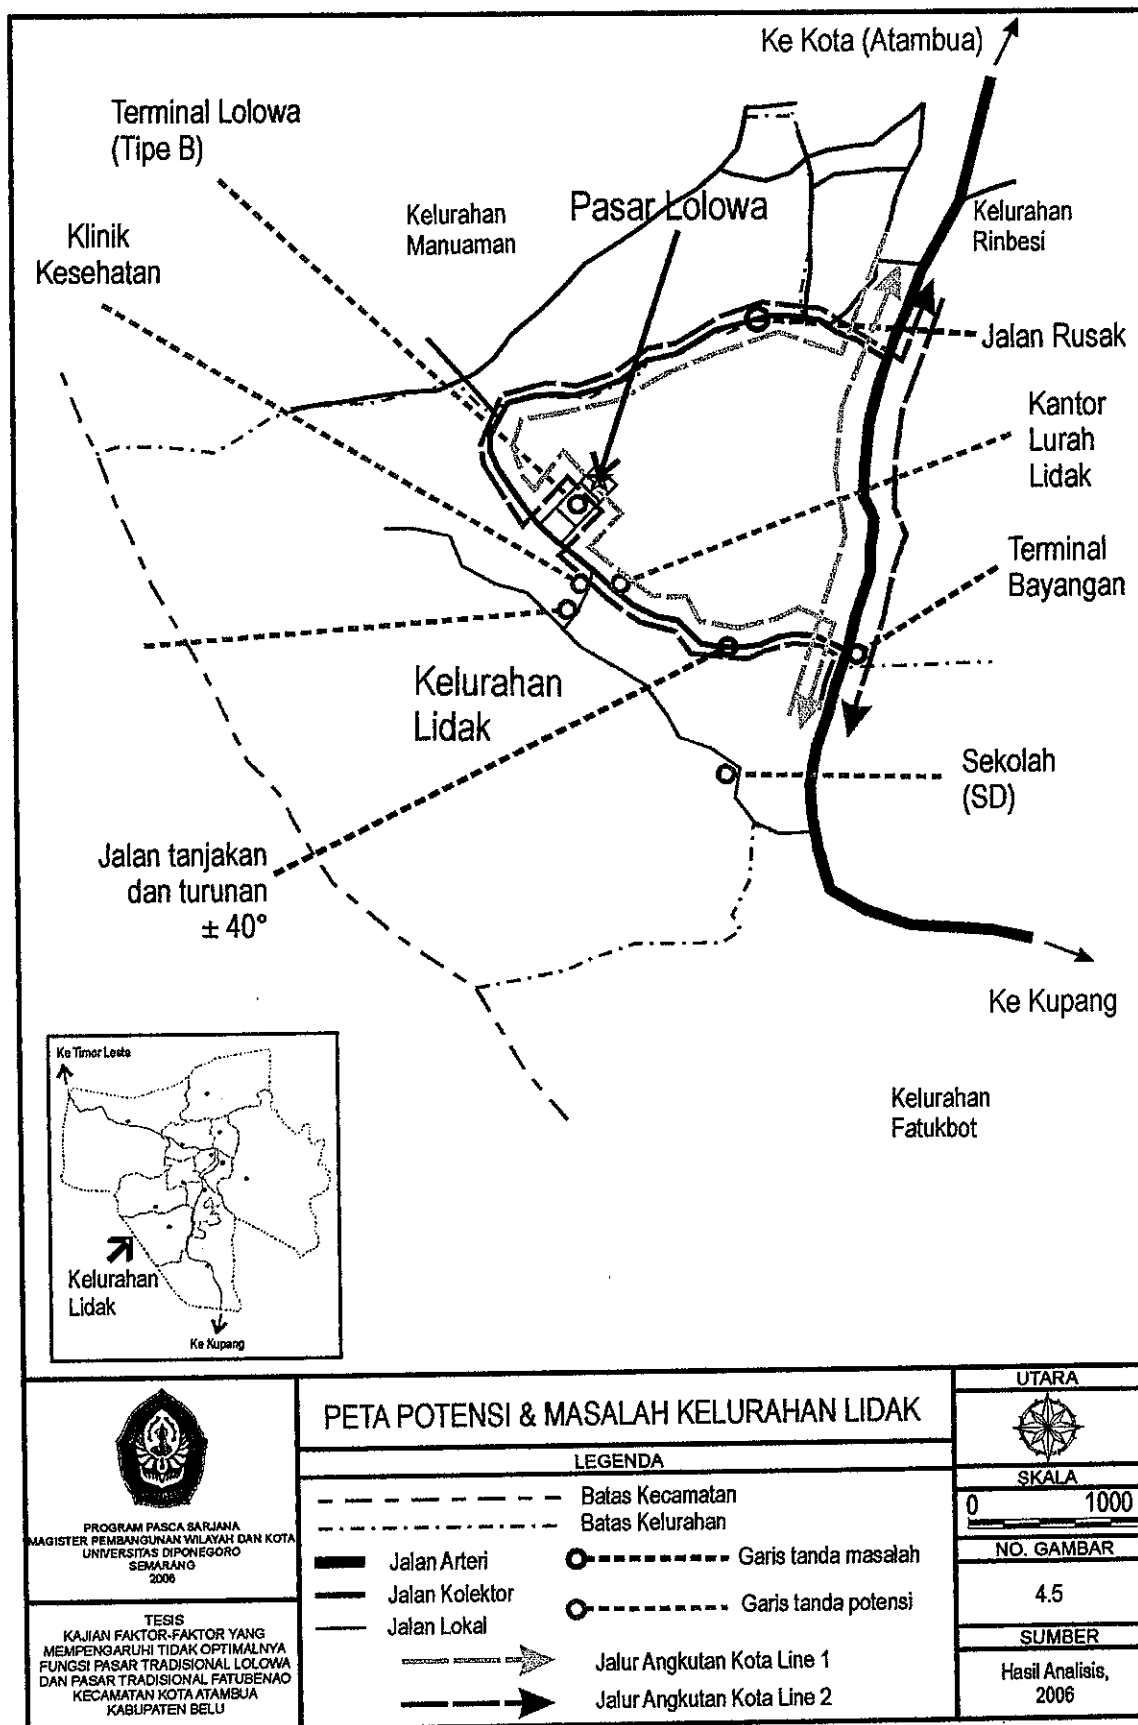 Ke Kota (Atambua)
Terminal Lolowa
(Tipe B)
Pasar Lolowa
Kelurahan
Manuaman
Kelurahan
Rinbesi
Klinik
Kesehatan
Jalan Rusak
Kantor
Lurah
Lidak
Terminal
Bayangan
Kelurahan
Lidak
Sekolah
(SD)
Jalan tanjakan
dan turunan
± 40°
Ke Kupang
Kelurahan
Fatukbot
Ke Timor Leste
Kelurahan
Lidak
Ke Kupang
PROGRAM PASCA SARJANA
MAGISTER PEMBANGUNAN WILAYAH DAN KOTA
UNIVERSITAS DIPONEGORO
SEMARANG
2006
TESIS
KAJIAN FAKTOR-FAKTOR YANG
MEMPENGARUHI TIDAK OPTIMALNYA
FUNGSI PASAR TRADISIONAL LOLOWA
DAN PASAR TRADISIONAL FATUBENAO
KECAMATAN KOTA ATAMBUA
KABUPATEN BELU
PETA POTENSI & MASALAH KELURAHAN LIDAK
LEGENDA
Batas Kecamatan
Batas Kelurahan
Jalan Arteri
Jalan Kolektor
Jalan Lokal
Garis tanda masalah
Garis tanda potensi
Jalur Angkutan Kota Line 1
Jalur Angkutan Kota Line 2
UTARA
SKALA
0 1000
NO. GAMBAR
4.5
SUMBER
Hasil Analisis,
2006